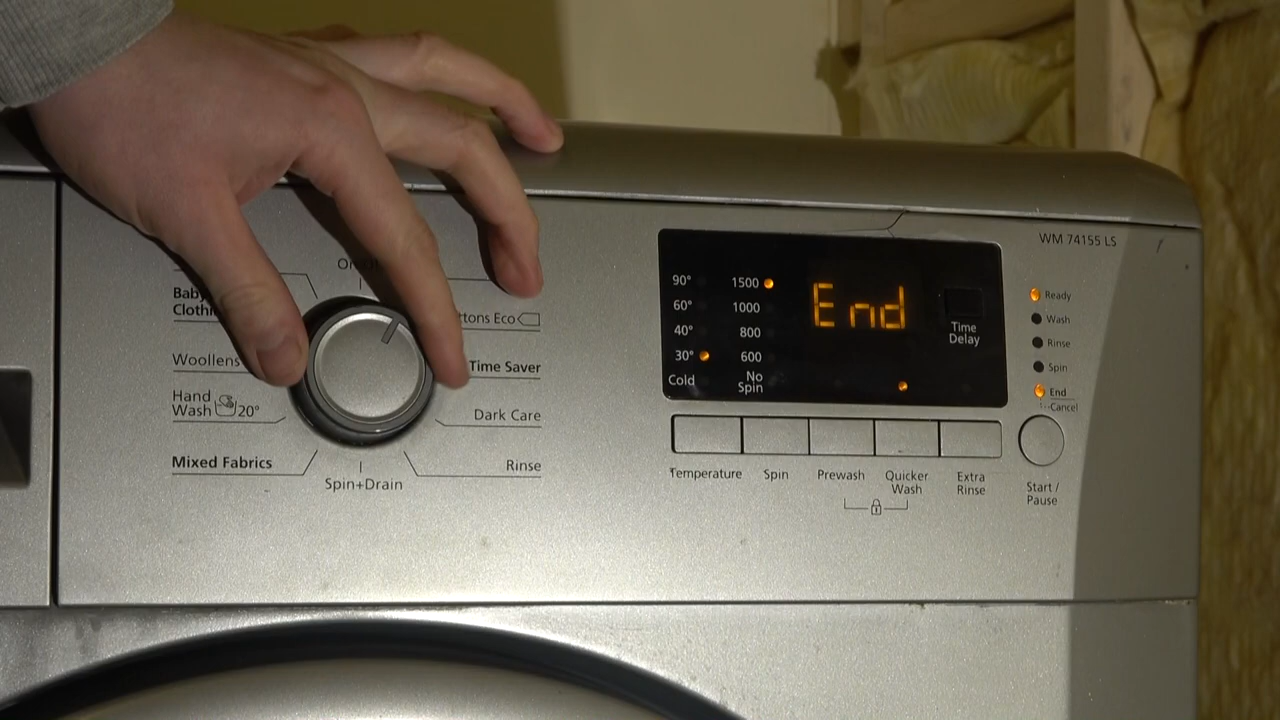 WM 74155 LS
Baby
Woollens
Hand
Wash 20°
Mixed Fabrics
Spin+Drain
Eco
Time Saver
Dark Care
Rinse
90° 1500
60° 1000
40° 800
30° 600
Cold No
Spin
End
Time
Delay
Ready
Wash
Rinse
Spin
End
Cancel
Temperature
Spin
Prewash
Quicker
Wash
Extra
Rinse
Start /
Pause